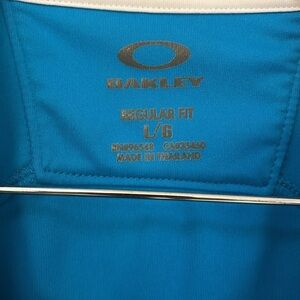 OAKLEY
REGULAR FIT
L/G
MADE IN THAILAND